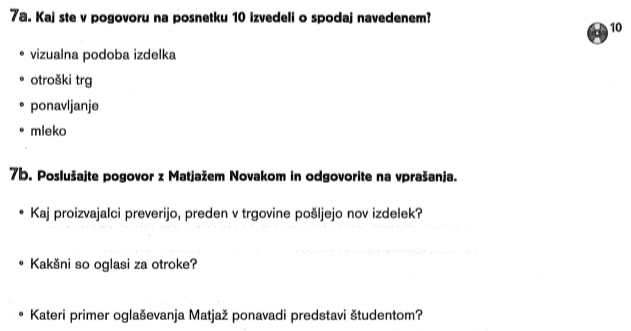 7a. Kaj ste v pogovoru na posnetku 10 izvedeli o spodaj navedenem?
10
• vizualna podoba izdelka
• otroški trg
• ponavljanje
• mleko
7b. Poslušajte pogovor z Matjažem Novakom in odgovorite na vprašanja.
• Kaj proizvajalci preverijo, preden v trgovine pošljejo nov izdelek?
• Kakšni so oglasi za otroke?
• Kateri primer oglaševanja Matjaž ponavadi predstavi študentom?